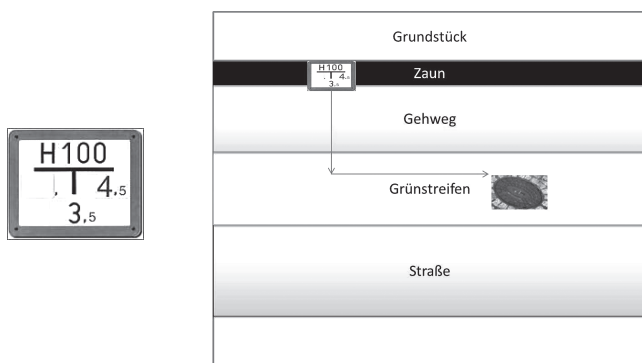 Grundstück
H100
4,5
3,5
Zaun
Gehweg
H100
, 4,5
3,5
Grünstreifen
Straße